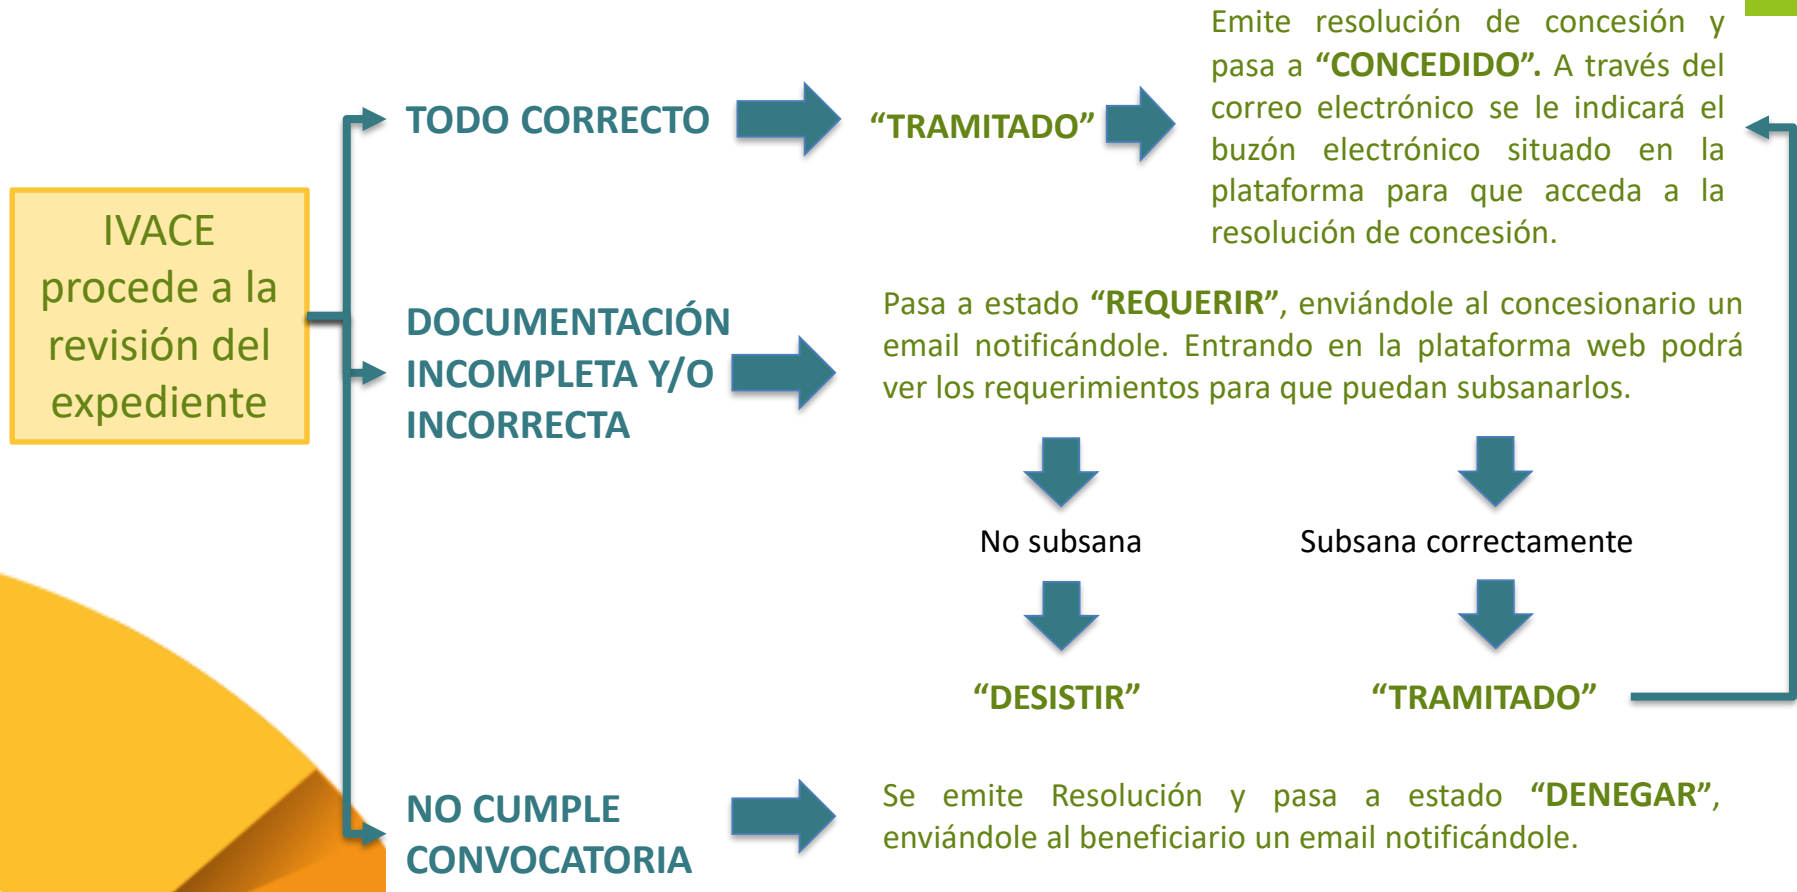 IVACE
procede a la
revisión del
expediente
TODO CORRECTO
“TRAMITADO”
Emite resolución de concesión y
pasa a “CONCEDIDO”. A través del
correo electrónico se le indicará el
buzón electrónico situado en la
plataforma para que acceda a la
resolución de concesión.
DOCUMENTACIÓN
INCOMPLETA Y/O
INCORRECTA
Pasa a estado “REQUERIR”, enviándole al concesionario un
email notificándole. Entrando en la plataforma web podrá
ver los requerimientos para que puedan subsanarlos.
No subsana
Subsana correctamente
“DESISTIR”
“TRAMITADO”
NO CUMPLE
CONVOCATORIA
Se emite Resolución y pasa a estado “DENEGAR”,
enviándole al beneficiario un email notificándole.